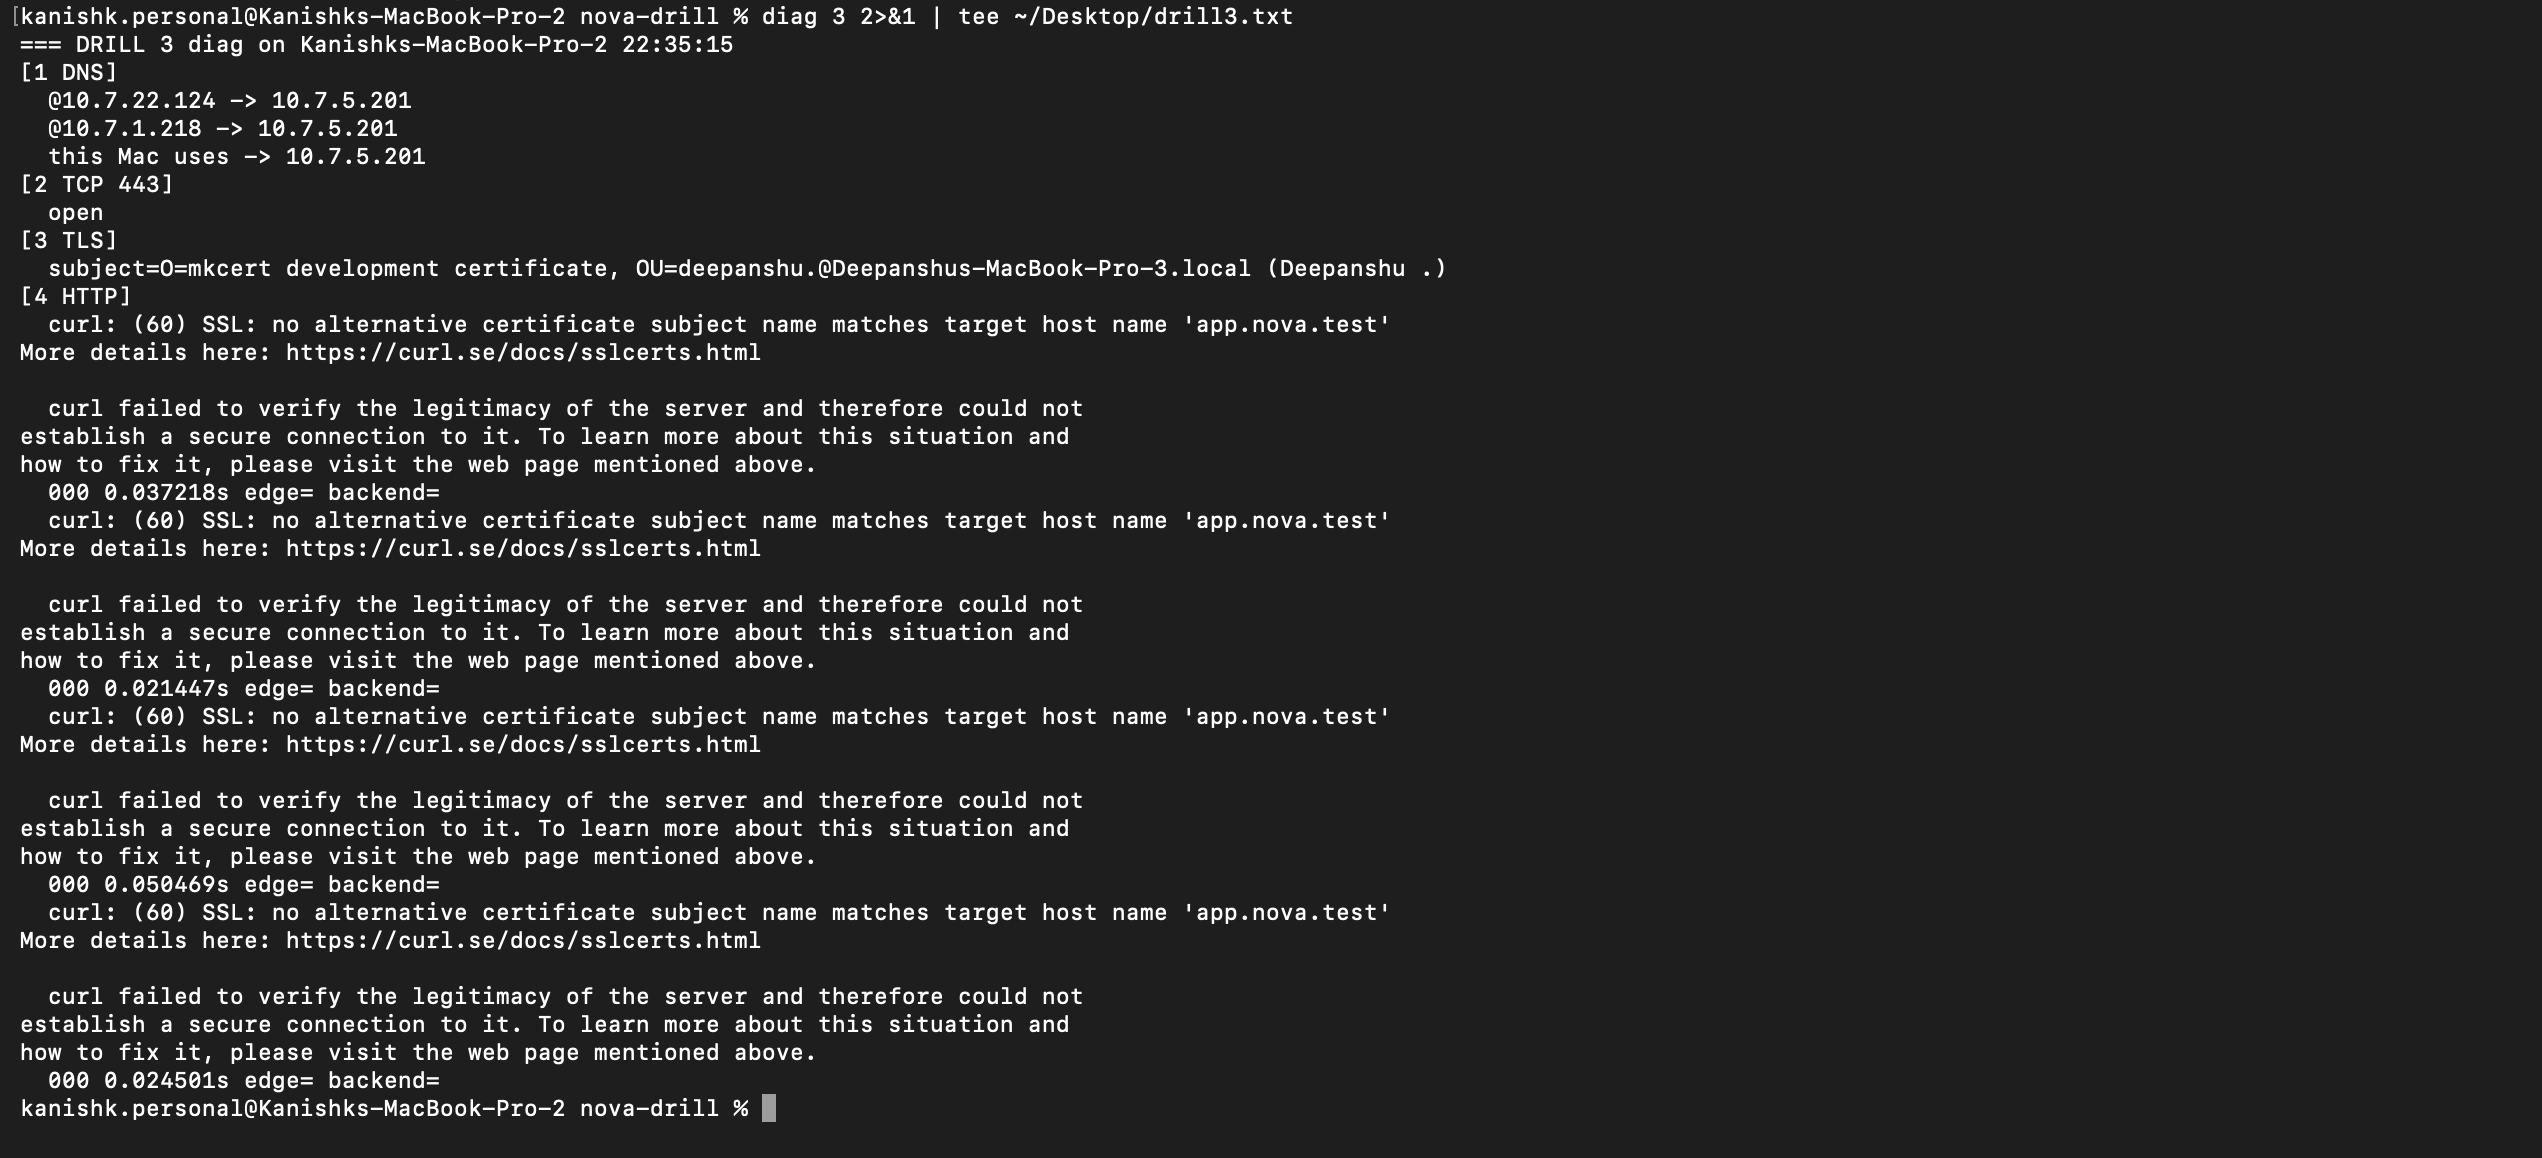 [kanishk.personal@Kanishks-MacBook-Pro-2 nova-drill % diag 3 2>&1 | tee ~/Desktop/drill3.txt
=== DRILL 3 diag on Kanishks-MacBook-Pro-2 22:35:15
[1 DNS]
  @10.7.22.124 -> 10.7.5.201
  @10.7.1.218 -> 10.7.5.201
  this Mac uses -> 10.7.5.201
[2 TCP 443]
  open
[3 TLS]
  subject=O=mkcert development certificate, OU=deepanshu.@Deepanshus-MacBook-Pro-3.local (Deepanshu .)
[4 HTTP]
  curl: (60) SSL: no alternative certificate subject name matches target host name 'app.nova.test'
More details here: https://curl.se/docs/sslcerts.html

  curl failed to verify the legitimacy of the server and therefore could not
establish a secure connection to it. To learn more about this situation and
how to fix it, please visit the web page mentioned above.
  000 0.037218s edge= backend=
  curl: (60) SSL: no alternative certificate subject name matches target host name 'app.nova.test'
More details here: https://curl.se/docs/sslcerts.html

  curl failed to verify the legitimacy of the server and therefore could not
establish a secure connection to it. To learn more about this situation and
how to fix it, please visit the web page mentioned above.
  000 0.021447s edge= backend=
  curl: (60) SSL: no alternative certificate subject name matches target host name 'app.nova.test'
More details here: https://curl.se/docs/sslcerts.html

  curl failed to verify the legitimacy of the server and therefore could not
establish a secure connection to it. To learn more about this situation and
how to fix it, please visit the web page mentioned above.
  000 0.050469s edge= backend=
  curl: (60) SSL: no alternative certificate subject name matches target host name 'app.nova.test'
More details here: https://curl.se/docs/sslcerts.html

  curl failed to verify the legitimacy of the server and therefore could not
establish a secure connection to it. To learn more about this situation and
how to fix it, please visit the web page mentioned above.
  000 0.024501s edge= backend=
kanishk.personal@Kanishks-MacBook-Pro-2 nova-drill %